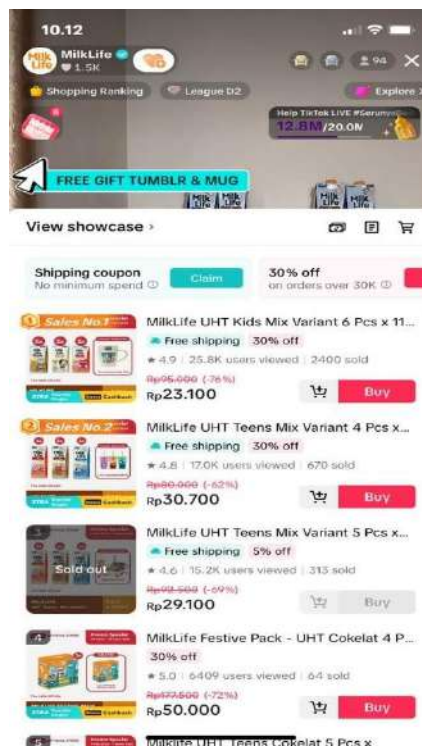 10.12
MilkLife
1.5K
94
Shopping Ranking
League D2
Explore
Help TikTok LIVE
12.8M/20.0M
FREE GIFT TUMBLR & MUG
View showcase >
Shipping coupon
No minimum spend
Claim
30% off
on orders over 30K
Sales No.1
MilkLife UHT Kids Mix Variant 6 Pcs x 11...
Free shipping 30% off
4.9 25.8K users viewed 2400 sold
Rp95.000 (-76%)
Rp23.100
Buy
Sales No.2
MilkLife UHT Teens Mix Variant 4 Pcs x...
Free shipping 30% off
4.8 17.0K users viewed 670 sold
Rp80.000 (-62%)
Rp30.700
Buy
3
Sold out
MilkLife UHT Teens Mix Variant 5 Pcs x...
Free shipping 5% off
4.6 15.2K users viewed 313 sold
Rp92.500 (-69%)
Rp29.100
Buy
4
MilkLife Festive Pack - UHT Cokelat 4 P...
30% off
5.0 6409 users viewed 64 sold
Rp177.500 (-72%)
Rp50.000
Buy
5
Milklife UHT Teens Cokelat 5 Pcs x